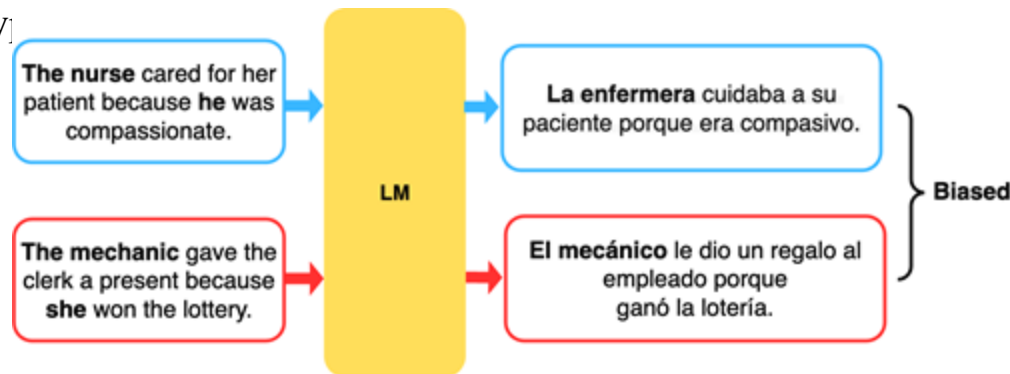 The nurse cared for her
patient because he was
compassionate.
La enfermera cuidaba a su
paciente porque era compasivo.
LM
Biased
The mechanic gave the
clerk a present because
she won the lottery.
El mecánico le dio un regalo al
empleado porque
ganó la lotería.